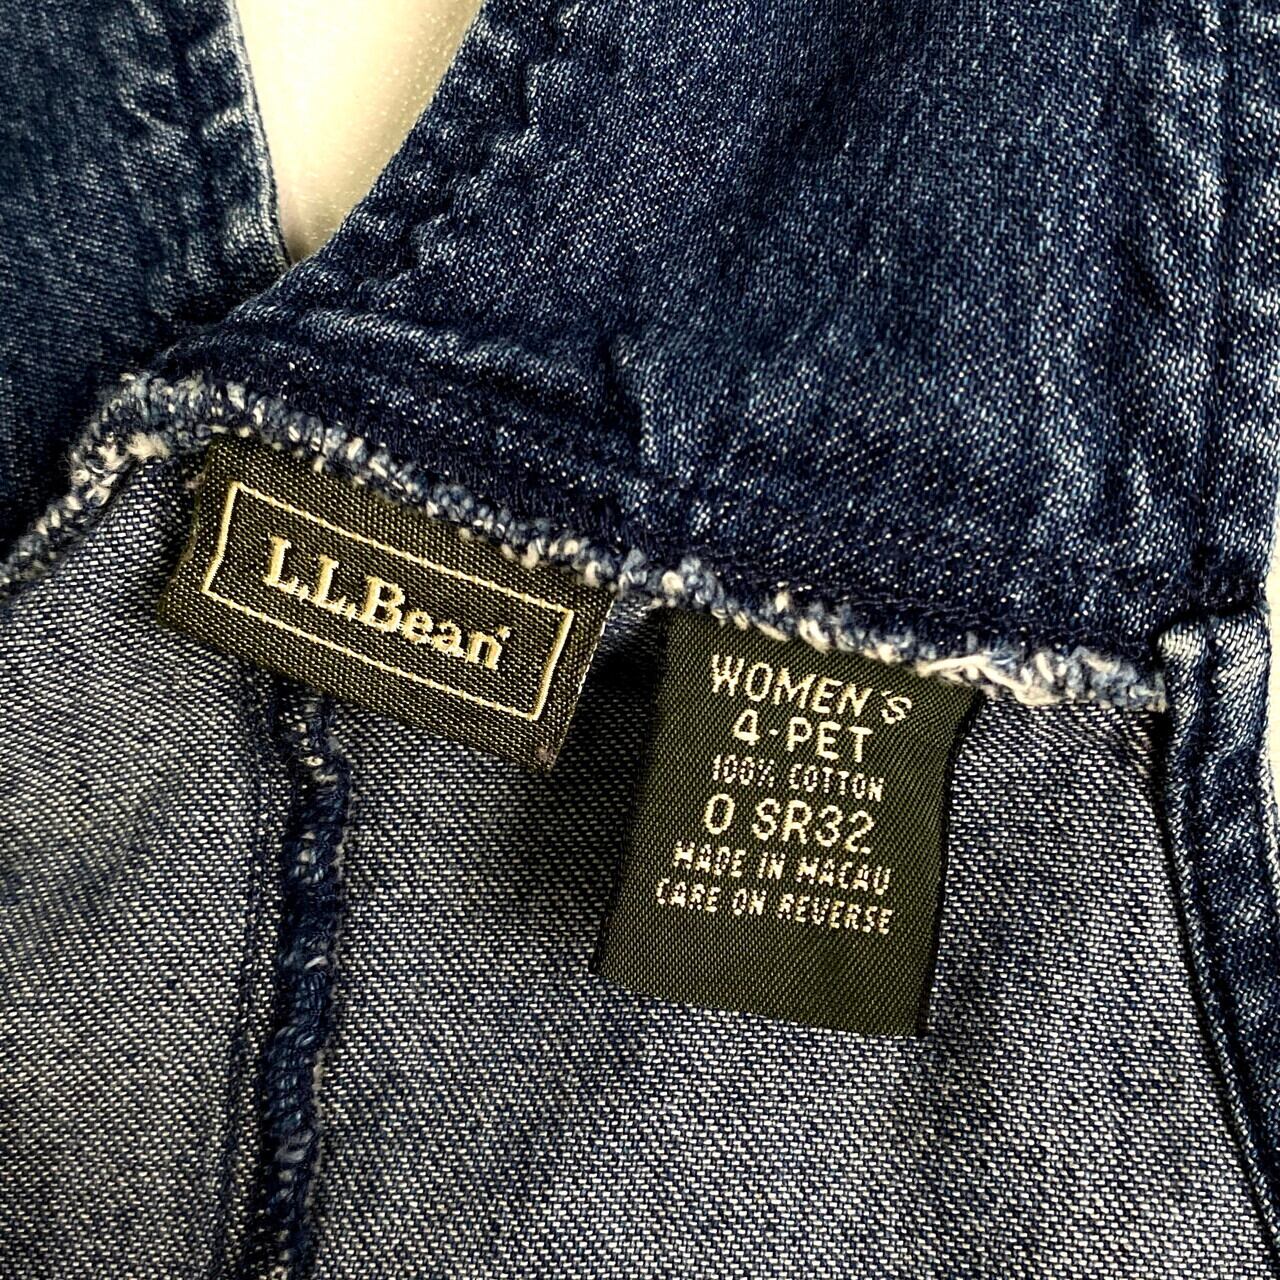 L.L.Bean
WOMEN'S
4-PET
100% COTTON
0 SR32
MADE IN MACAU
CARE ON REVERSE